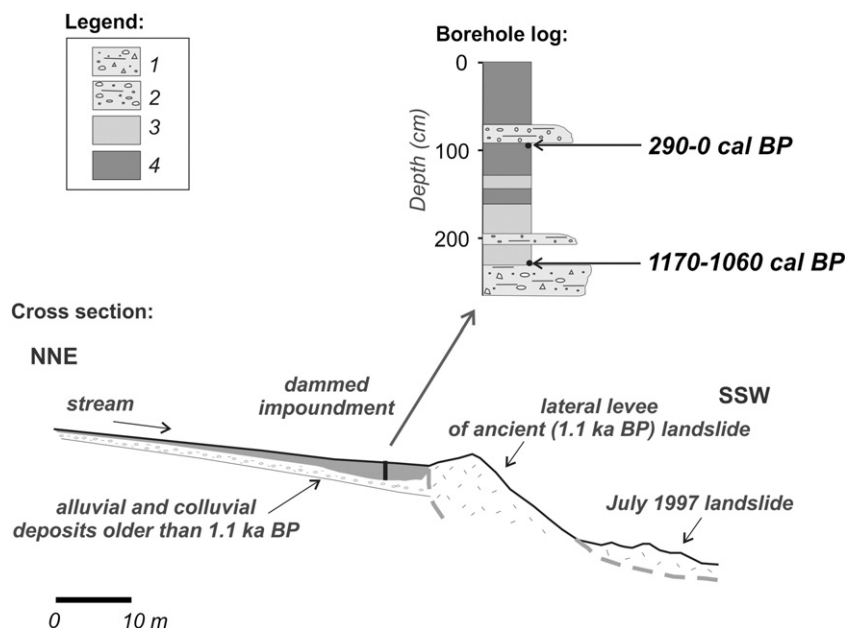 Legend:
1
2
3
4
Borehole log:
0
100
200
Depth (cm)
290-0 cal BP
1170-1060 cal BP
Cross section:
NNE
SSW
stream
dammed
impoundment
lateral levee
of ancient (1.1 ka BP) landslide
July 1997 landslide
alluvial and colluvial
deposits older than 1.1 ka BP
0 10 m